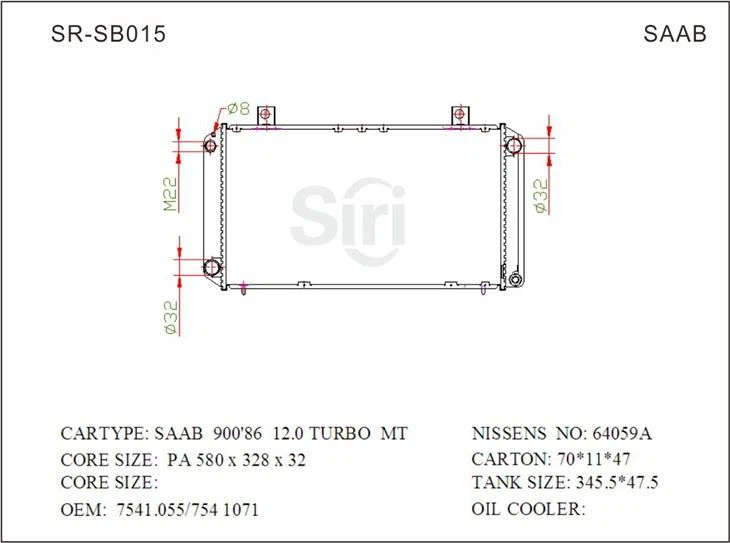 SR-SB015 SAAB
Ø8
M22
Ø32
Ø32
Siri
CARTYPE: SAAB 900'86 12.0 TURBO MT
NISSENS NO: 64059A
CORE SIZE: PA 580 x 328 x 32
CARTON: 70*11*47
CORE SIZE:
TANK SIZE: 345.5*47.5
OEM: 7541.055/754 1071
OIL COOLER: